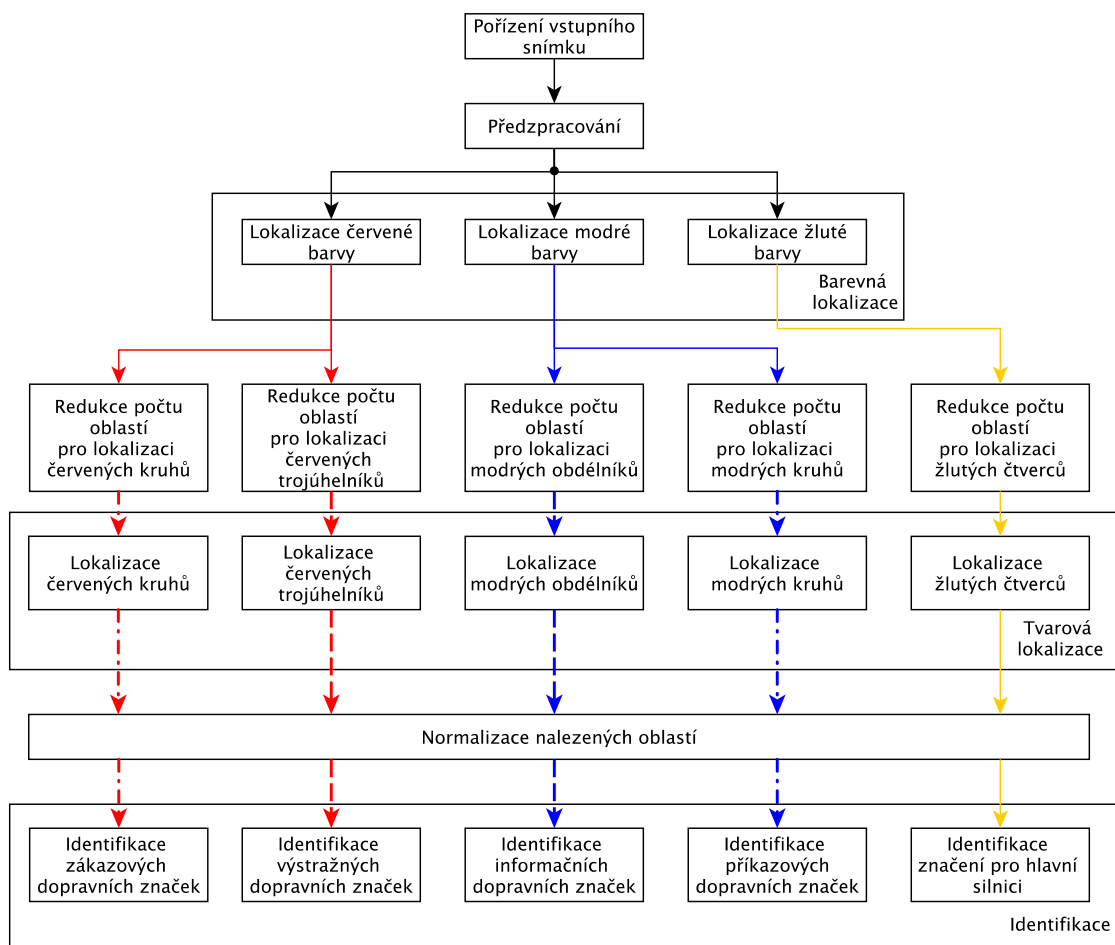 Pořízení vstupního
snímku
Předzpracování
Lokalizace červené
barvy
Lokalizace modré
barvy
Lokalizace žluté
barvy
Barevná
lokalizace
Redukce počtu
oblastí
pro lokalizaci
červených kruhů
Redukce počtu
oblastí
pro lokalizaci
červených
trojúhelníků
Redukce počtu
oblastí
pro lokalizaci
modrých obdélníků
Redukce počtu
oblastí
pro lokalizaci
modrých kruhů
Redukce počtu
oblastí
pro lokalizaci
žlutých čtverců
Lokalizace
červených kruhů
Lokalizace
červených
trojúhelníků
Lokalizace
modrých obdélníků
Lokalizace
modrých kruhů
Lokalizace
žlutých čtverců
Tvarová
lokalizace
Normalizace nalezených oblastí
Identifikace
zákazových
dopravních značek
Identifikace
výstražných
dopravních značek
Identifikace
informačních
dopravních značek
Identifikace
příkazových
dopravních značek
Identifikace
značení pro hlavní
silnici
Identifikace